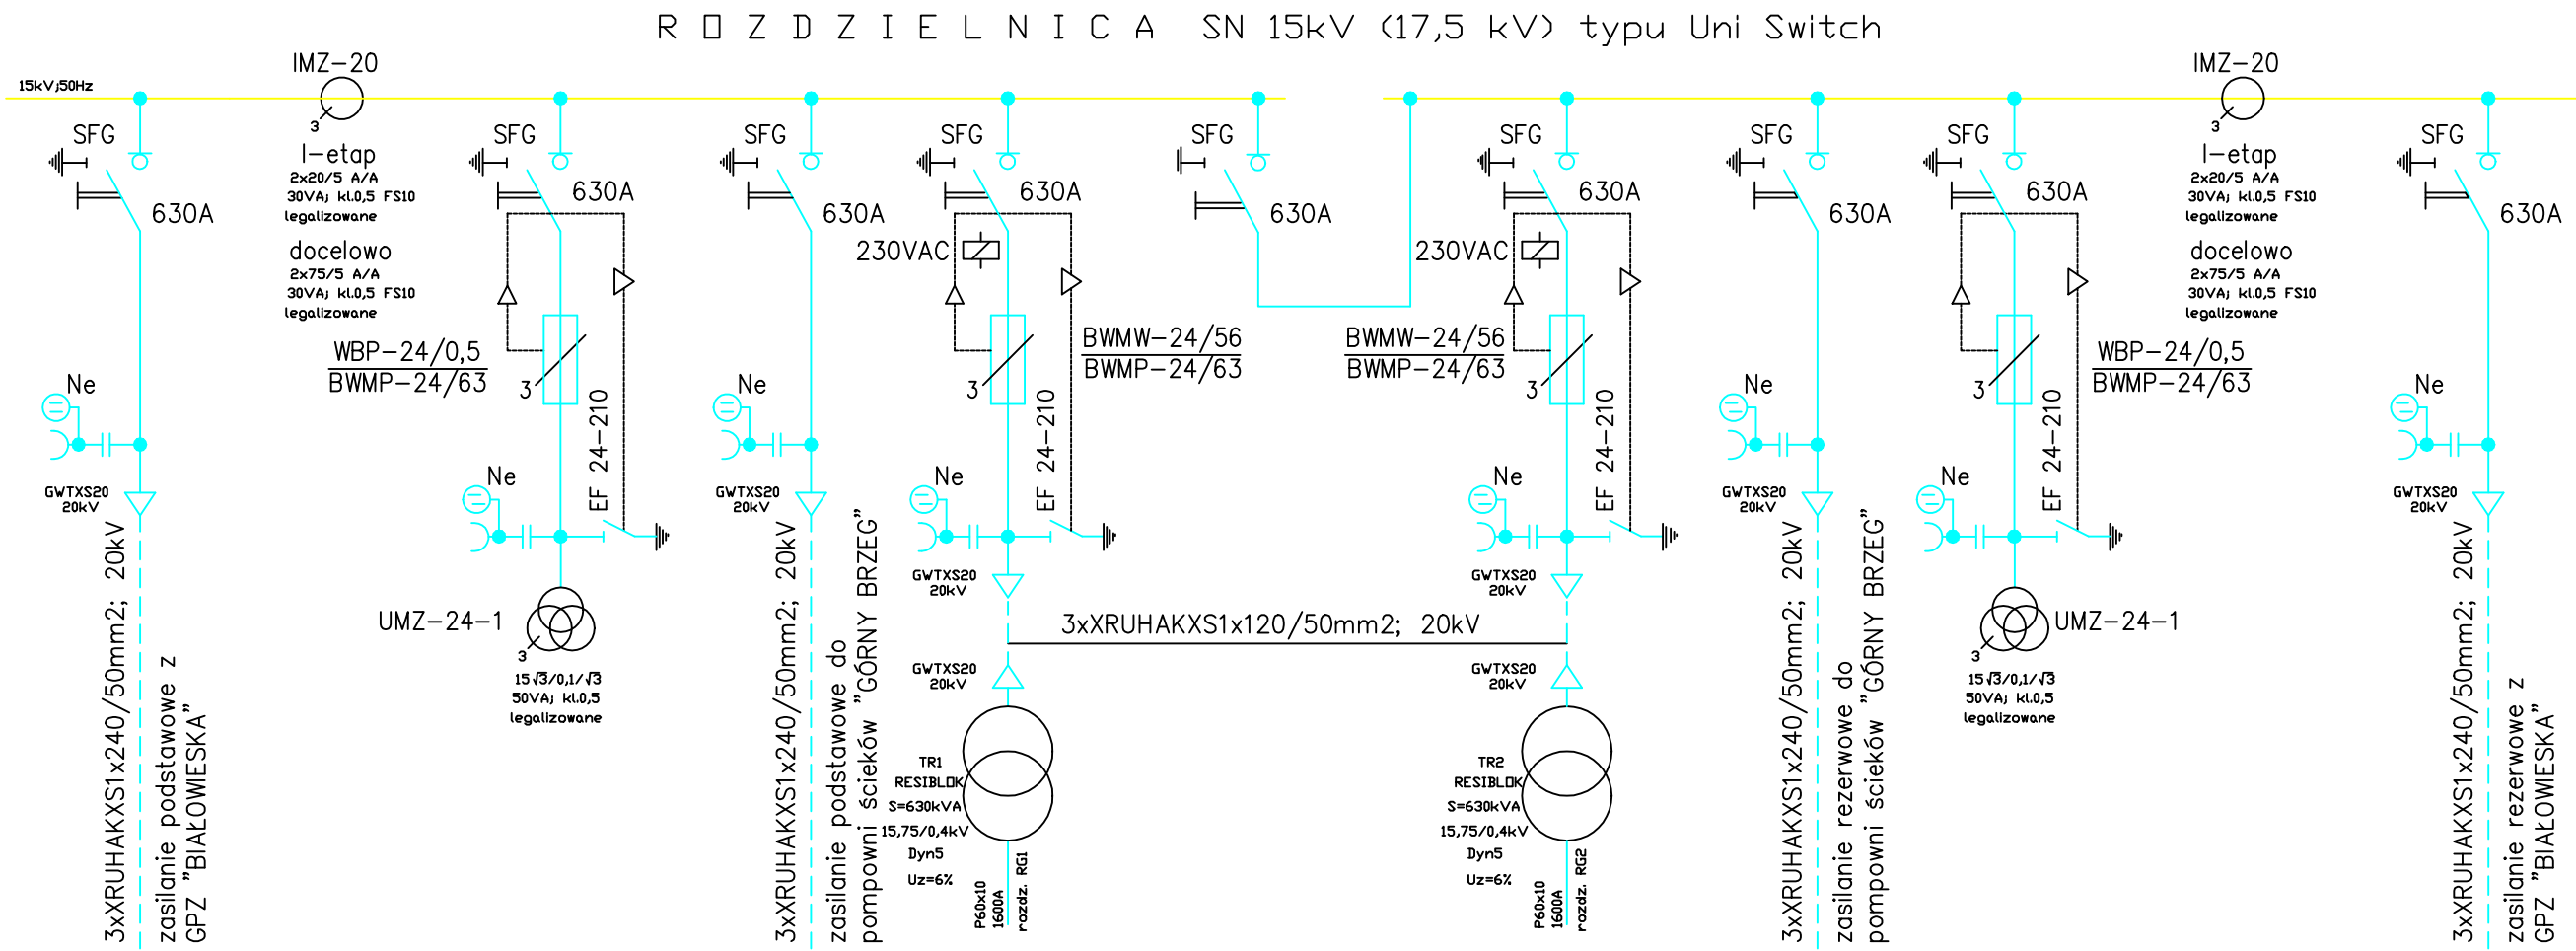 R O Z D Z I E L N I C A SN 15kV (17,5 kV) typu Uni Switch
15kV;50Hz
SFG
630A
Ne
GWTXS20
20kV
3xXRUHAKXS1x240/50mm2; 20kV
zasilanie podstawowe z
GPZ "BIAŁOWIESKA"
IMZ-20
3
I-etap
2x20/5 A/A
30VA; kl.0,5 FS10
legalizowane
docelowo
2x75/5 A/A
30VA; kl.0,5 FS10
legalizowane
SFG
630A
WBP-24/0,5
BWMP-24/63
3
EF 24-210
Ne
UMZ-24-1
3
15√3/0,1/√3
50VA; kl.0,5
legalizowane
SFG
630A
Ne
GWTXS20
20kV
3xXRUHAKXS1x240/50mm2; 20kV
zasilanie podstawowe do
pompowni ścieków "GÓRNY BRZEG"
SFG
630A
230VAC
BWMW-24/56
BWMP-24/63
3
EF 24-210
Ne
GWTXS20
20kV
3xXRUHAKXS1x120/50mm2; 20kV
GWTXS20
20kV
TR1
RESIBLOK
S=630kVA
15,75/0,4kV
Dyn5
Uz=6%
P60x10
1600A
rozdz. RG1
SFG
630A
SFG
630A
230VAC
BWMW-24/56
BWMP-24/63
3
EF 24-210
Ne
GWTXS20
20kV
GWTXS20
20kV
TR2
RESIBLOK
S=630kVA
15,75/0,4kV
Dyn5
Uz=6%
P60x10
1600A
rozdz. RG2
SFG
630A
Ne
GWTXS20
20kV
3xXRUHAKXS1x240/50mm2; 20kV
zasilanie rezerwowe do
pompowni ścieków "GÓRNY BRZEG"
SFG
630A
WBP-24/0,5
BWMP-24/63
3
EF 24-210
Ne
UMZ-24-1
3
15√3/0,1/√3
50VA; kl.0,5
legalizowane
IMZ-20
3
I-etap
2x20/5 A/A
30VA; kl.0,5 FS10
legalizowane
docelowo
2x75/5 A/A
30VA; kl.0,5 FS10
legalizowane
SFG
630A
Ne
GWTXS20
20kV
3xXRUHAKXS1x240/50mm2; 20kV
zasilanie rezerwowe z
GPZ "BIAŁOWIESKA"